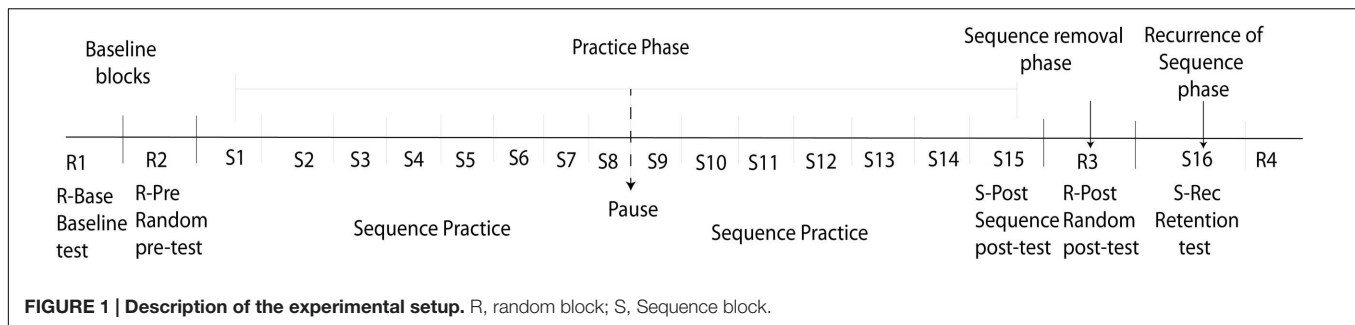 Baseline
blocks
Practice Phase
Sequence removal
phase
Recurrence of
Sequence
phase
R1 R2 S1 S2 S3 S4 S5 S6 S7 S8 S9 S10 S11 S12 S13 S14 S15 R3 S16 R4
R-Base
Baseline
test
R-Pre
Random
pre-test
Sequence Practice
Pause
Sequence Practice
S-Post
Sequence
post-test
R-Post
Random
post-test
S-Rec
Retention
test
FIGURE 1 | Description of the experimental setup. R, random block; S, Sequence block.